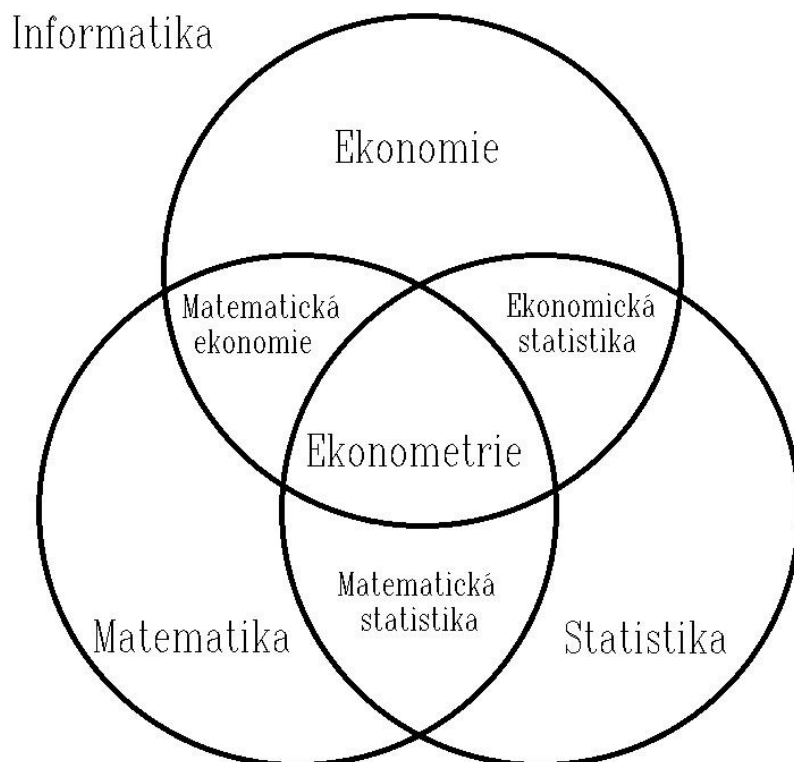 Informatika
Ekonomie
Matematická
ekonomie
Ekonomická
statistika
Ekonometrie
Matematická
statistika
Matematika
Statistika